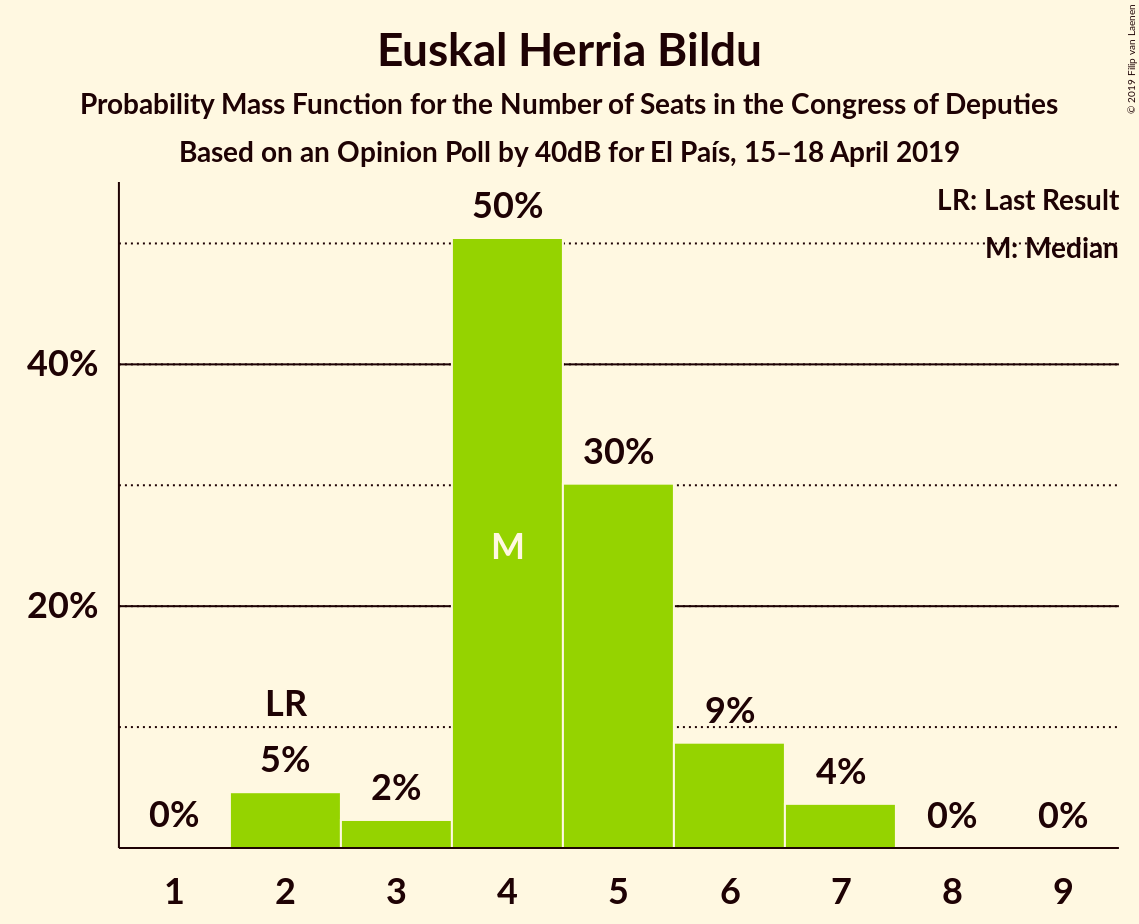 Euskal Herria Bildu
Probability Mass Function for the Number of Seats in the Congress of Deputies
Based on an Opinion Poll by 40dB for El País, 15–18 April 2019
© 2019 Filip van Laenen
LR: Last Result
M: Median
50%
40%
30%
M
20%
LR
9%
5%
4%
2%
0%
0%
0%
1 2 3 4 5 6 7 8 9